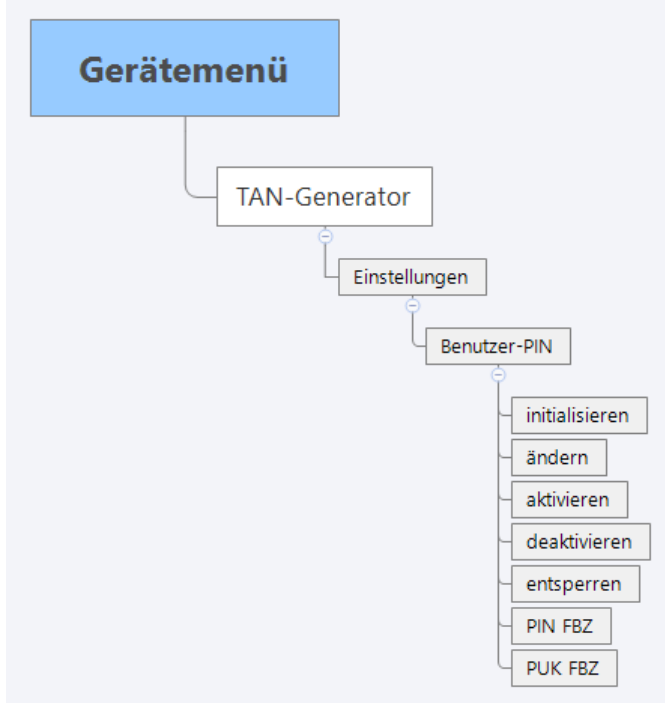 Gerätemenü
TAN-Generator
Einstellungen
Benutzer-PIN
initialisieren
ändern
aktivieren
deaktivieren
entsperren
PIN FBZ
PUK FBZ